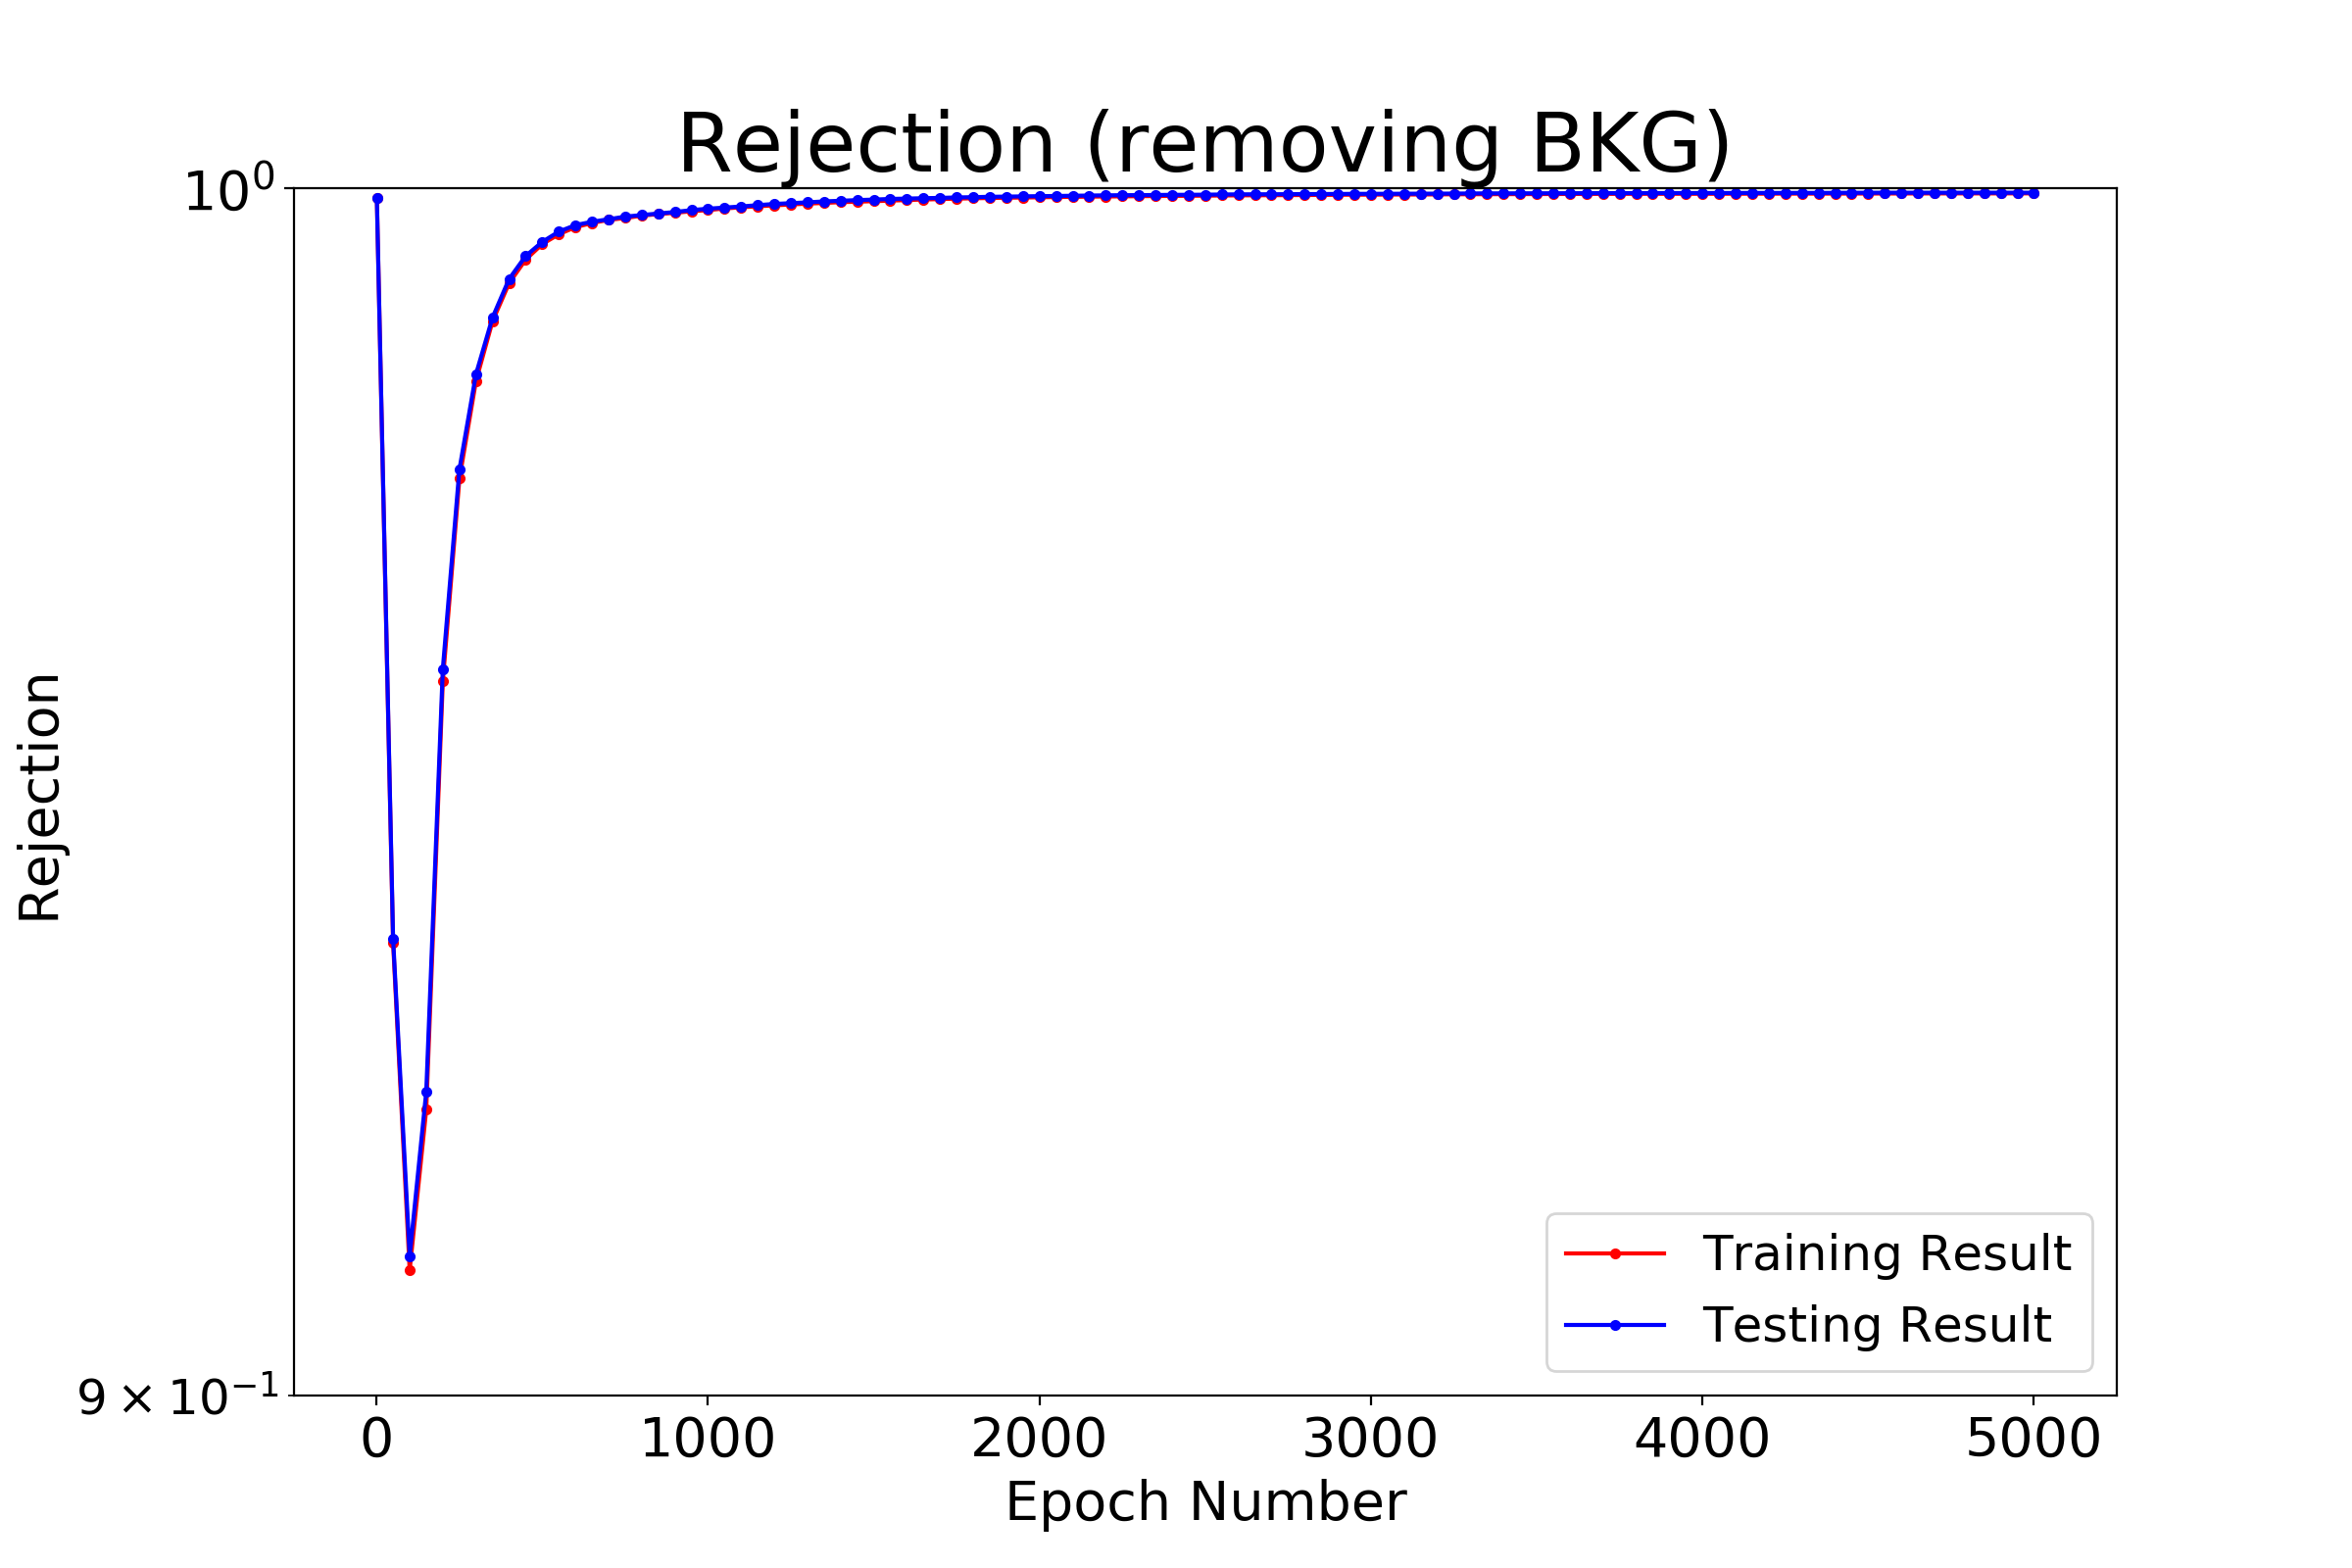 Rejection (removing BKG)
10⁰
Rejection
9 × 10⁻¹
Training Result
Testing Result
0 1000 2000 3000 4000 5000
Epoch Number